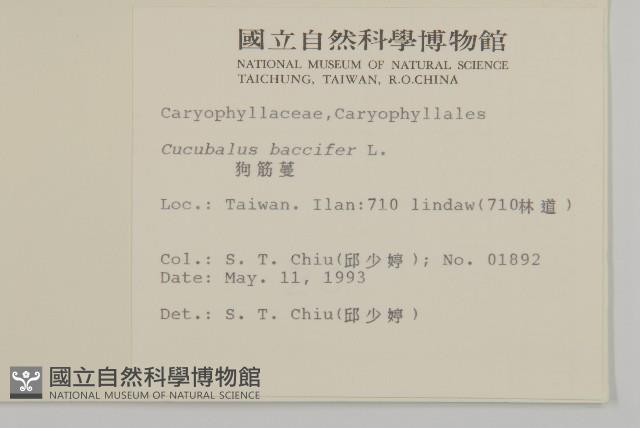 國立自然科學博物館
NATIONAL MUSEUM OF NATURAL SCIENCE
TAICHUNG, TAIWAN, R.O.CHINA
Caryophyllaceae,Caryophyllales
Cucubalus baccifer L.
狗筋蔓
Loc.: Taiwan. Ilan:710 lindaw(710林道)
Col.: S. T. Chiu(邱少婷); No. 01892
Date: May. 11, 1993
Det.: S. T. Chiu(邱少婷)
國立自然科學博物館
NATIONAL MUSEUM OF NATURAL SCIENCE